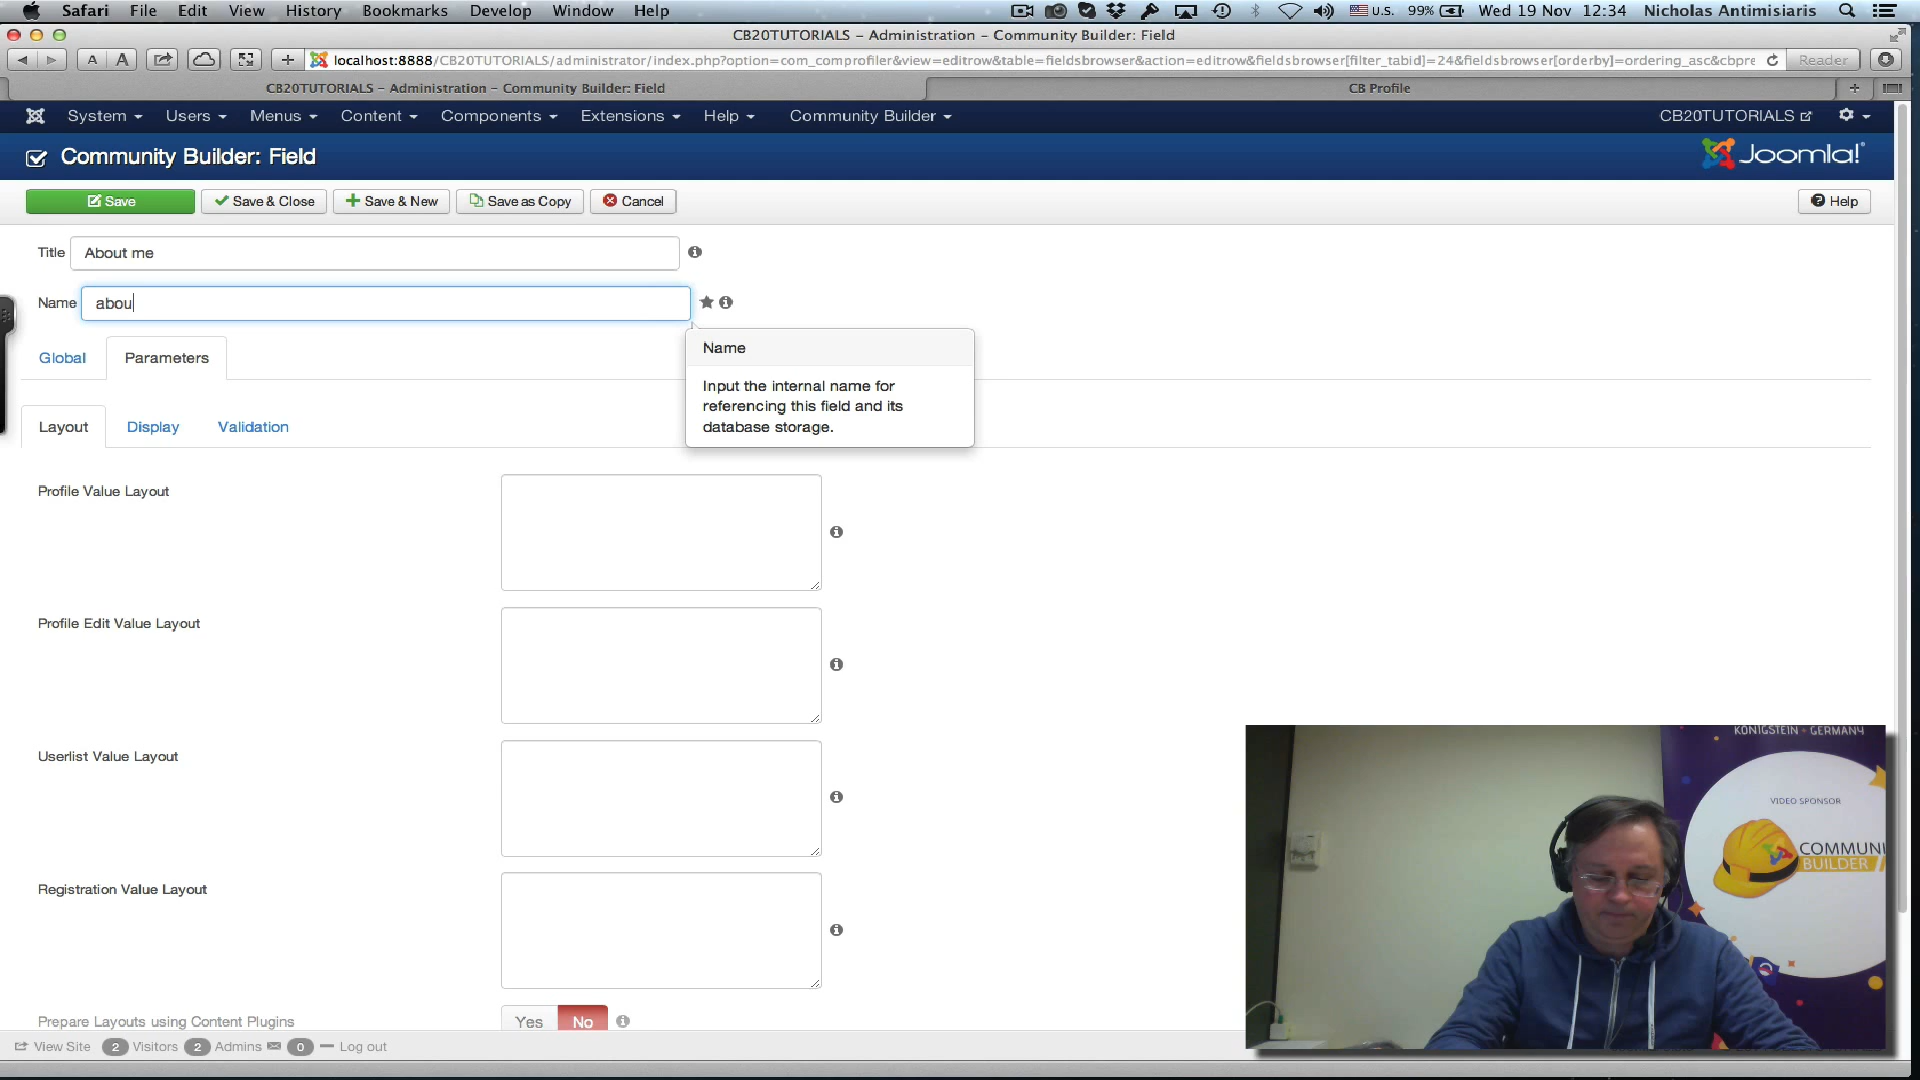 Safari File Edit View History Bookmarks Develop Window Help U.S. 99% Wed 19 Nov 12:34 Nicholas Antimisiaris
CB20TUTORIALS - Administration - Community Builder: Field
A A localhost:8888/CB20TUTORIALS/administrator/index.php?option=com_comprofiler&view=editrow&table=fieldsbrowser&action=editrow&fieldsbrowser[filter_tabid]=24&fieldsbrowser[orderby]=ordering_asc&cbpre Reader
CB20TUTORIALS - Administration - Community Builder: Field CB Profile
System Users Menus Content Components Extensions Help Community Builder CB20TUTORIALS
Community Builder: Field Joomla!
Save Save & Close Save & New Save as Copy Cancel Help
Title About me
Name abou
Name
Global Parameters
Input the internal name for
referencing this field and its
database storage.
Layout Display Validation
Profile Value Layout
Profile Edit Value Layout
Userlist Value Layout
Registration Value Layout
Prepare Layouts using Content Plugins Yes No
View Site 2 Visitors 2 Admins 0 Log out
KÖNIGSTEIN • GERMANY
VIDEO SPONSOR
COMMUNI
BUILDER